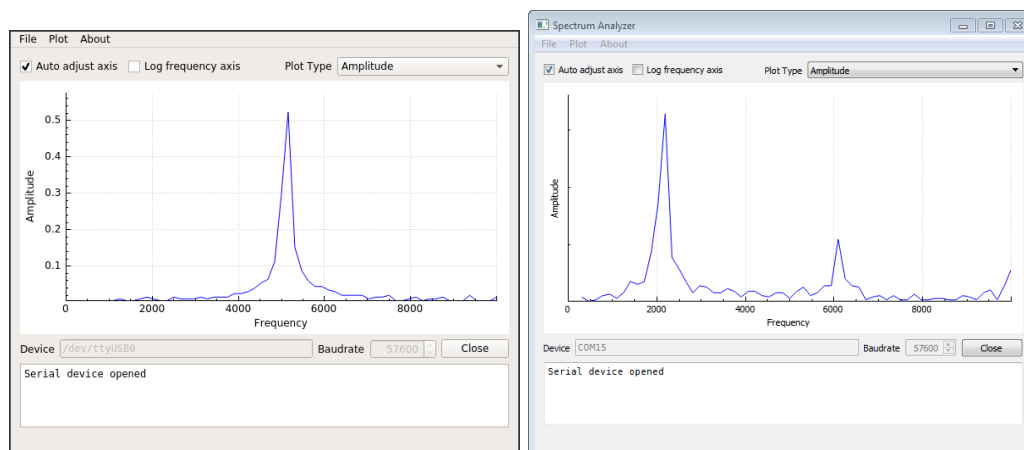 File Plot About
Auto adjust axis Log frequency axis Plot Type Amplitude
0.5
0.4
0.3
0.2
0.1
Amplitude
0 2000 4000 6000 8000
Frequency
Device /dev/ttyUSB0 Baudrate 57600 Close
Serial device opened
Spectrum Analyzer
File Plot About
Auto adjust axis Log frequency axis Plot Type Amplitude
Amplitude
0 2000 4000 6000 8000
Frequency
Device COM15 Baudrate 57600 Close
Serial device opened